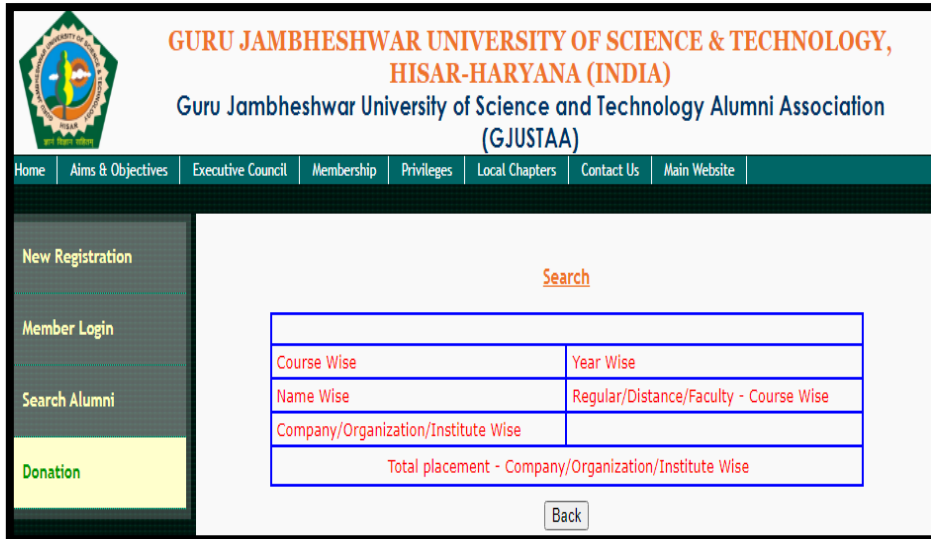 GURU JAMBHESHWAR UNIVERSITY OF SCIENCE & TECHNOLOGY,
HISAR-HARYANA (INDIA)
Guru Jambheshwar University of Science and Technology Alumni Association
(GJUSTAA)
HISAR
ज्ञानं विज्ञान सहितम्
Home Aims & Objectives Executive Council Membership Privileges Local Chapters Contact Us Main Website
New Registration
Member Login
Search Alumni
Donation
Search
Course Wise Year Wise
Name Wise Regular/Distance/Faculty - Course Wise
Company/Organization/Institute Wise
Total placement - Company/Organization/Institute Wise
Back